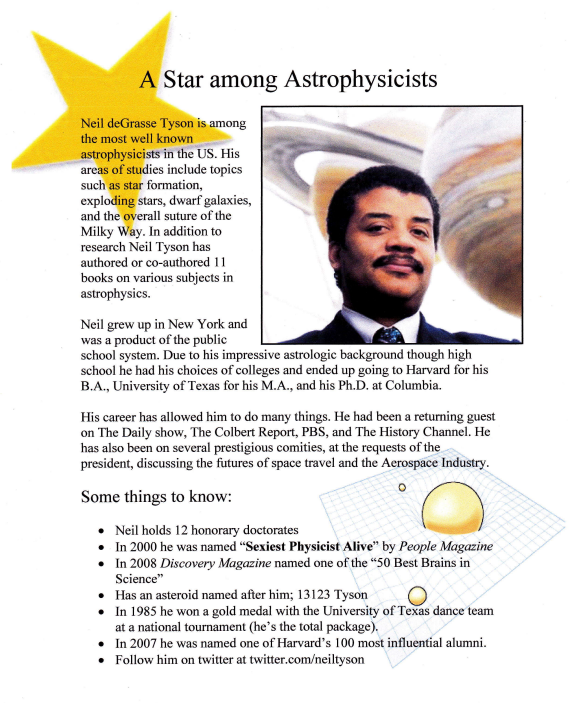 A Star among Astrophysicists
Neil deGrasse Tyson is among
the most well known
astrophysicists in the US. His
areas of studies include topics
such as star formation,
exploding stars, dwarf galaxies,
and the overall suture of the
Milky Way. In addition to
research Neil Tyson has
authored or co-authored 11
books on various subjects in
astrophysics.
Neil grew up in New York and
was a product of the public
school system. Due to his impressive astrologic background though high
school he had his choices of colleges and ended up going to Harvard for his
B.A., University of Texas for his M.A., and his Ph.D. at Columbia.
His career has allowed him to do many things. He had been a returning guest
on The Daily show, The Colbert Report, PBS, and The History Channel. He
has also been on several prestigious comities, at the requests of the
president, discussing the futures of space travel and the Aerospace Industry.
Some things to know:
• Neil holds 12 honorary doctorates
• In 2000 he was named “Sexiest Physicist Alive” by People Magazine
• In 2008 Discovery Magazine named one of the “50 Best Brains in
Science”
• Has an asteroid named after him; 13123 Tyson
• In 1985 he won a gold medal with the University of Texas dance team
at a national tournament (he’s the total package).
• In 2007 he was named one of Harvard’s 100 most influential alumni.
• Follow him on twitter at twitter.com/neiltyson